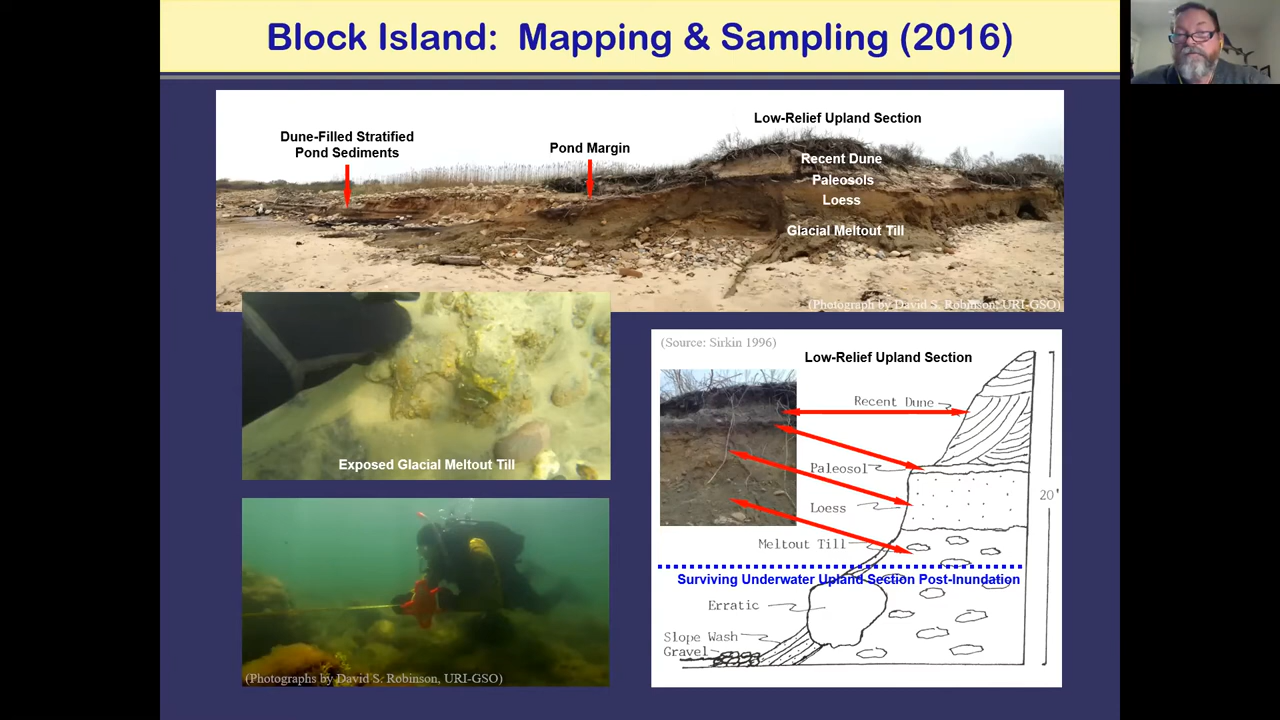 Block Island:  Mapping & Sampling (2016)
Low-Relief Upland Section
Dune-Filled Stratified
Pond Sediments
Pond Margin
Recent Dune
Paleosols
Loess
Glacial Meltout Till
(Photograph by David S. Robinson, URI-GSO)
Exposed Glacial Meltout Till
(Photographs by David S. Robinson, URI-GSO)
(Source: Sirkin 1996)
Low-Relief Upland Section
Recent Dune
Paleosol
20'
Loess
Meltout Till
Surviving Underwater Upland Section Post-Inundation
Erratic
Slope Wash
Gravel